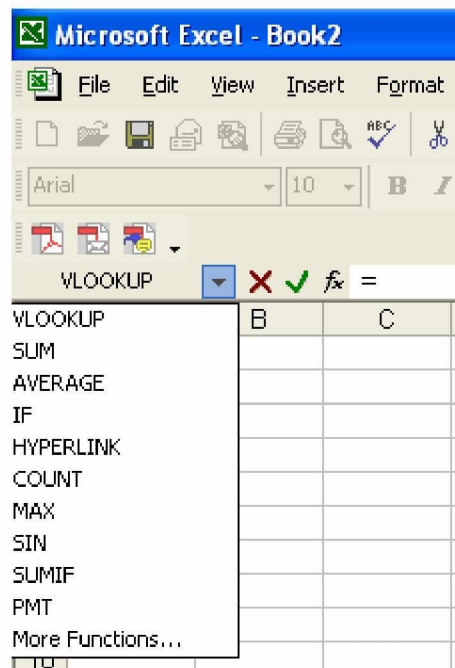 Microsoft Excel - Book2
File Edit View Insert Format
ABC
Arial 10 B I
VLOOKUP fx =
VLOOKUP B C
SUM
AVERAGE
IF
HYPERLINK
COUNT
MAX
SIN
SUMIF
PMT
More Functions...